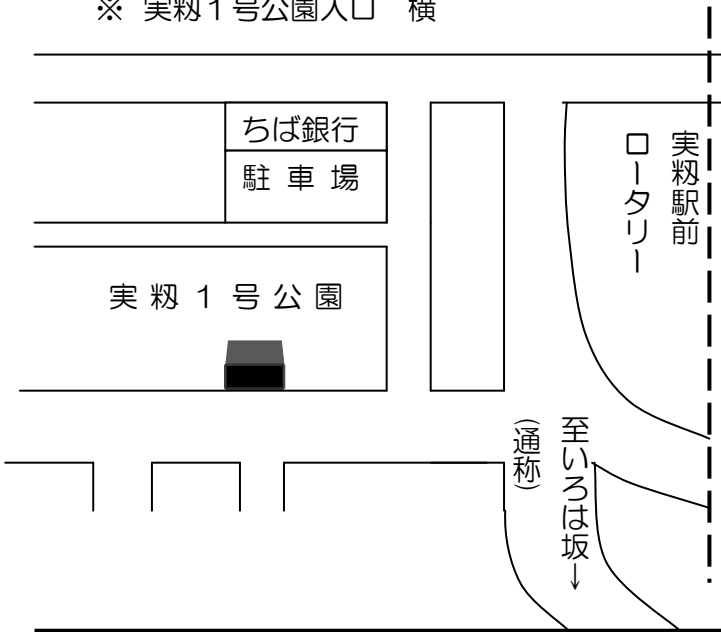 ※ 実籾1号公園入口 横
ちば銀行
駐車場
実籾駅前
ロータリー
実籾1号公園
至いろは坂→
(通称)